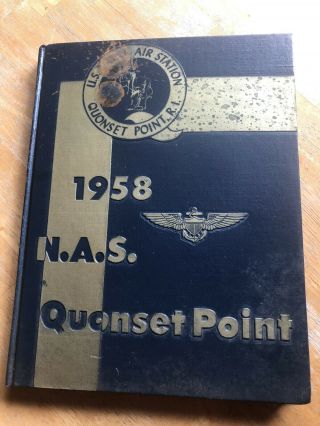 U.S. AIR STATION
QUONSET POINT, R.I.
1958
N.A.S.
Quonset Point